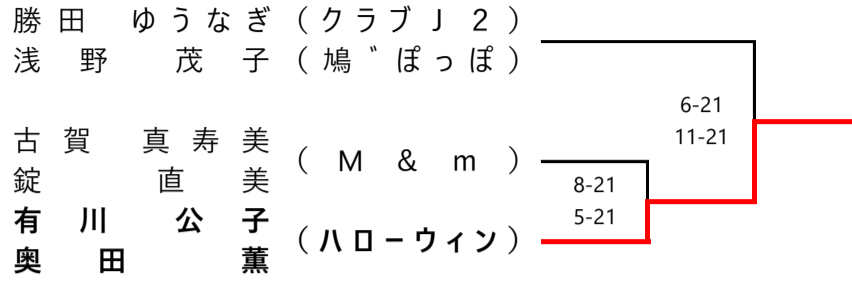 勝田 ゆうなぎ (クラブJ2)
浅野 茂子 (鳩゛ぽっぽ)
6-21
11-21
古賀 真寿美
錠 直美
(M&m)
8-21
5-21
有川 公子
奥田 薫
(ハローウィン)